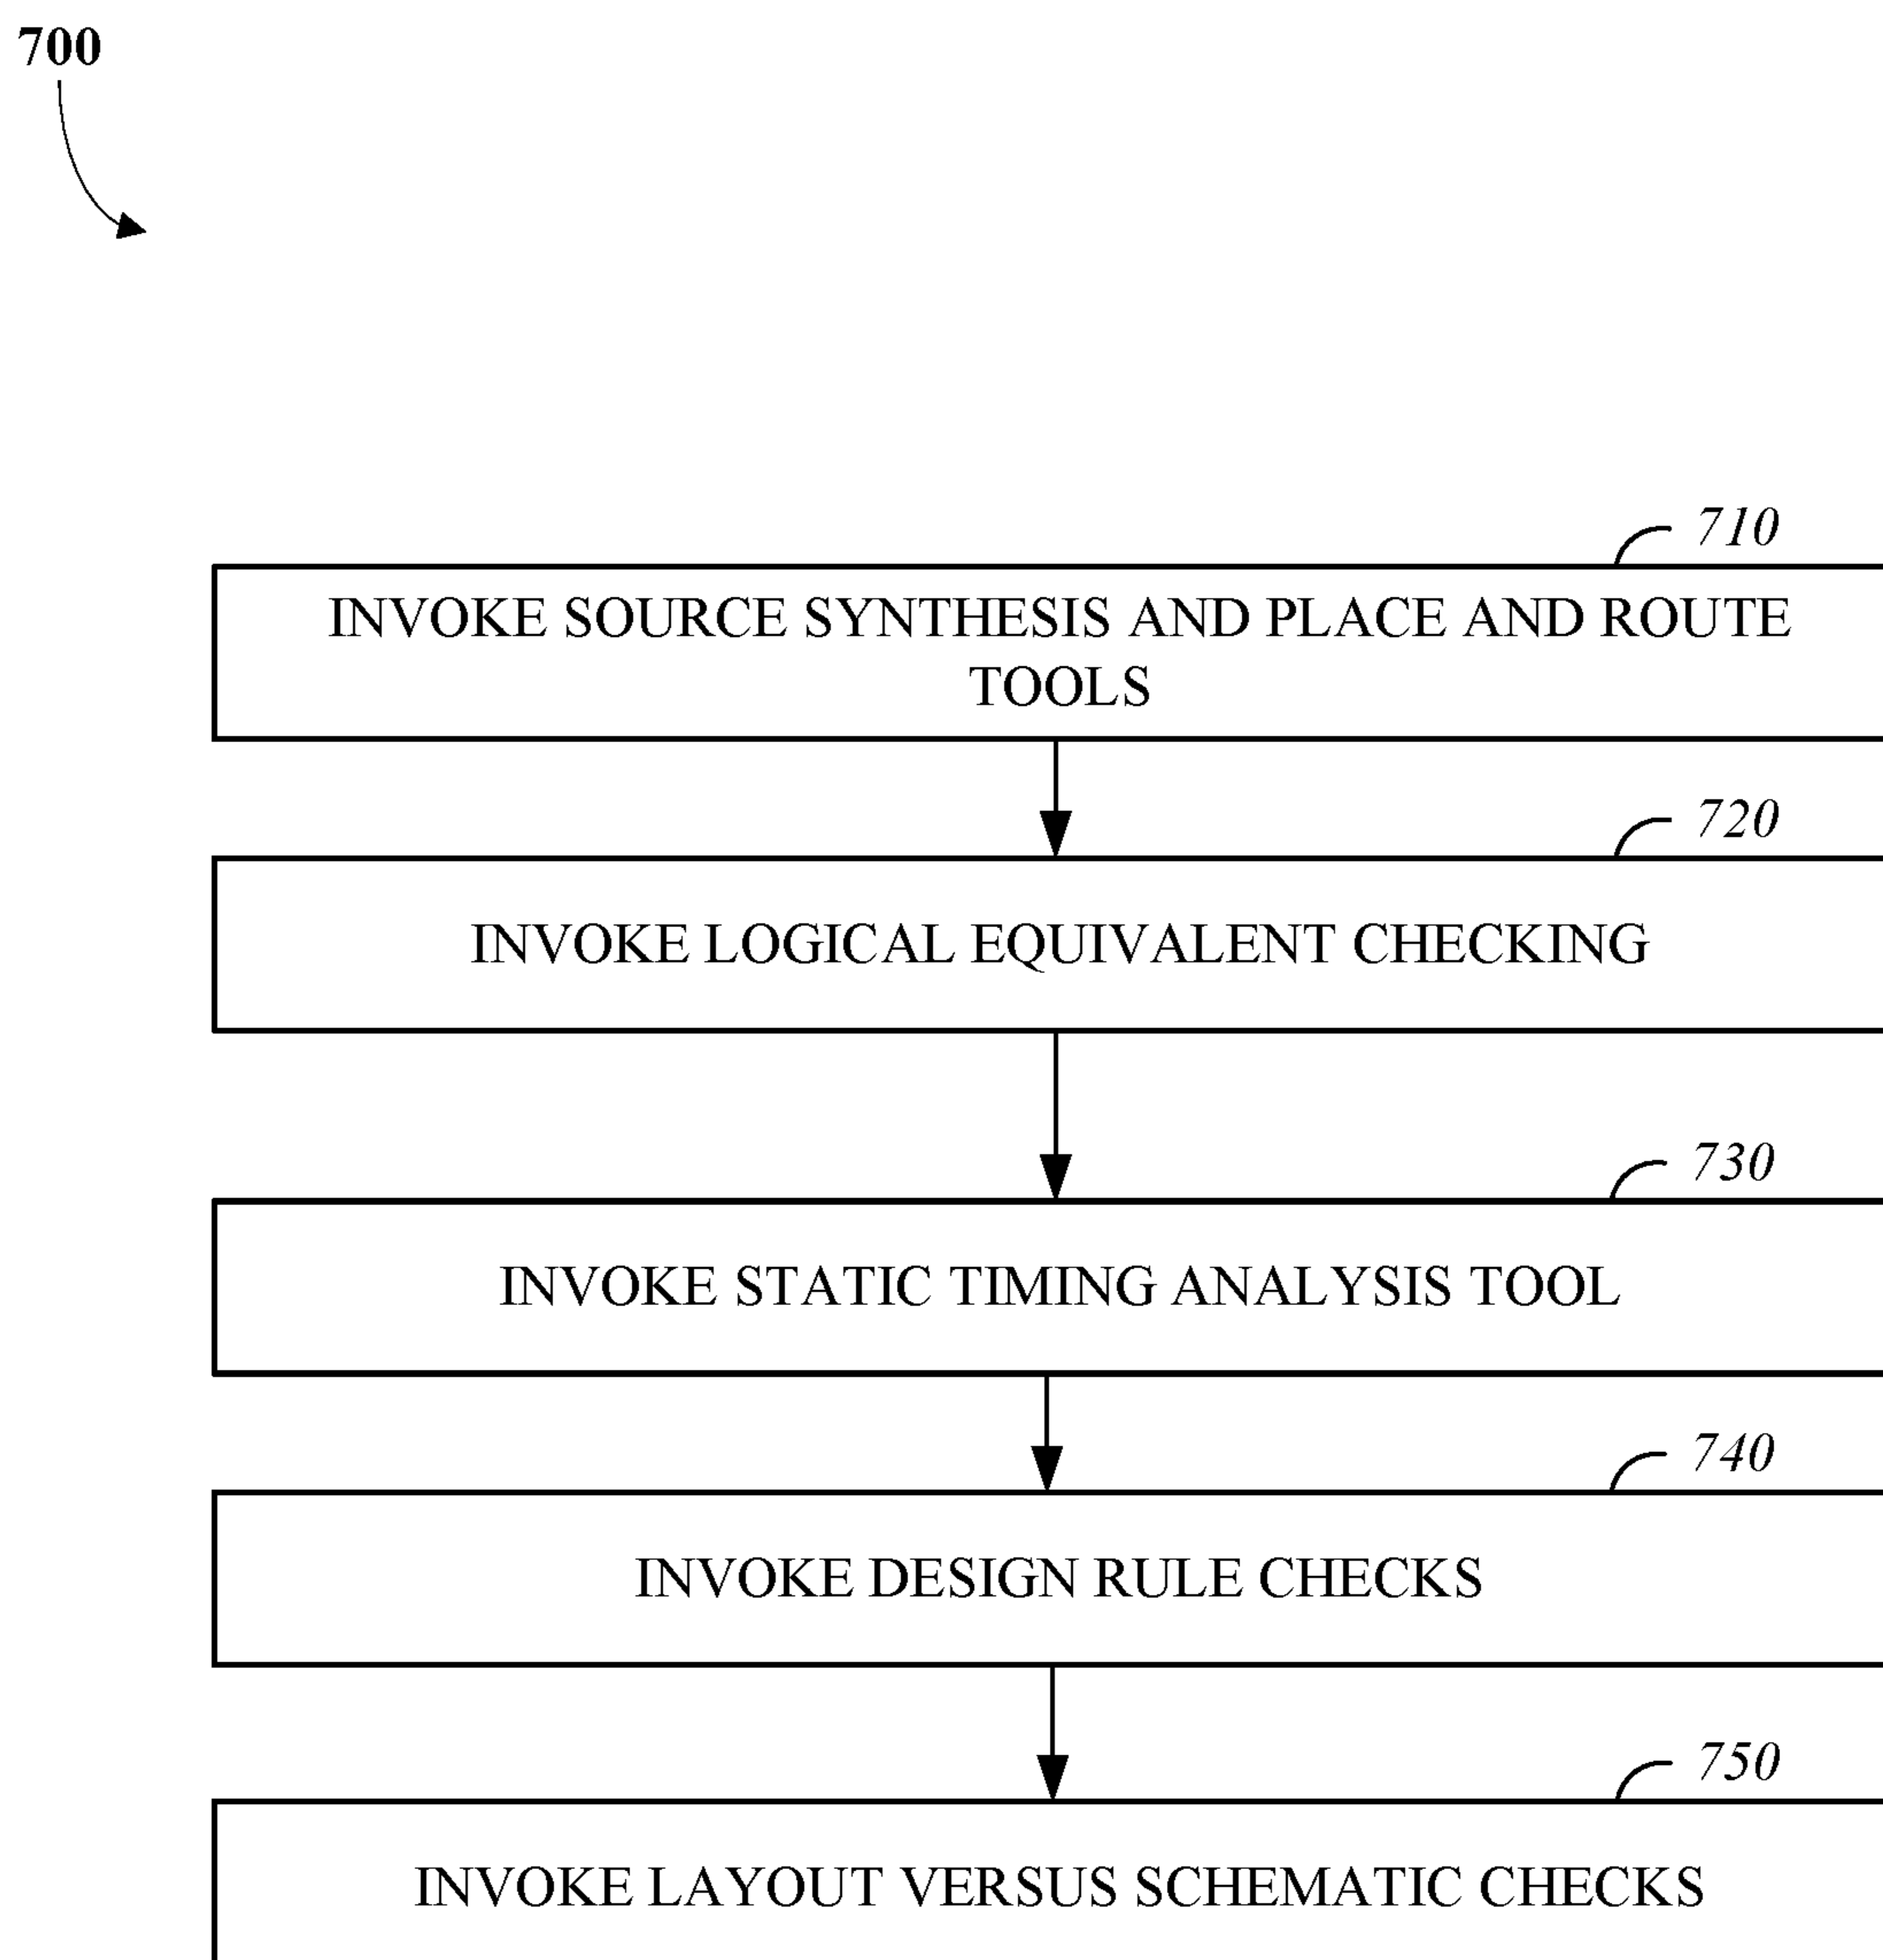 700
710
INVOKE SOURCE SYNTHESIS AND PLACE AND ROUTE
TOOLS
720
INVOKE LOGICAL EQUIVALENT CHECKING
730
INVOKE STATIC TIMING ANALYSIS TOOL
740
INVOKE DESIGN RULE CHECKS
750
INVOKE LAYOUT VERSUS SCHEMATIC CHECKS